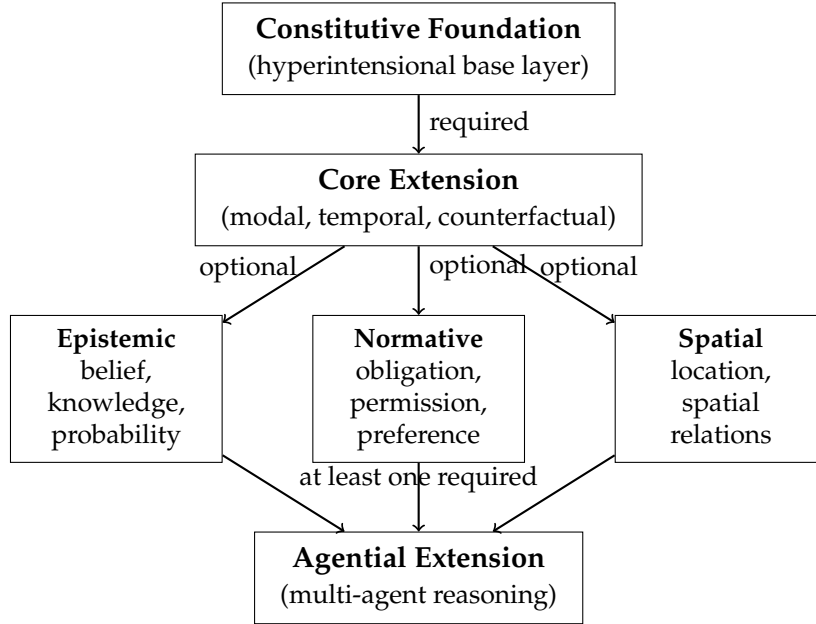 Constitutive Foundation
(hyperintensional base layer)
required
Core Extension
(modal, temporal, counterfactual)
optional
optional
optional
Epistemic
belief,
knowledge,
probability
Normative
obligation,
permission,
preference
Spatial
location,
spatial
relations
at least one required
Agential Extension
(multi-agent reasoning)